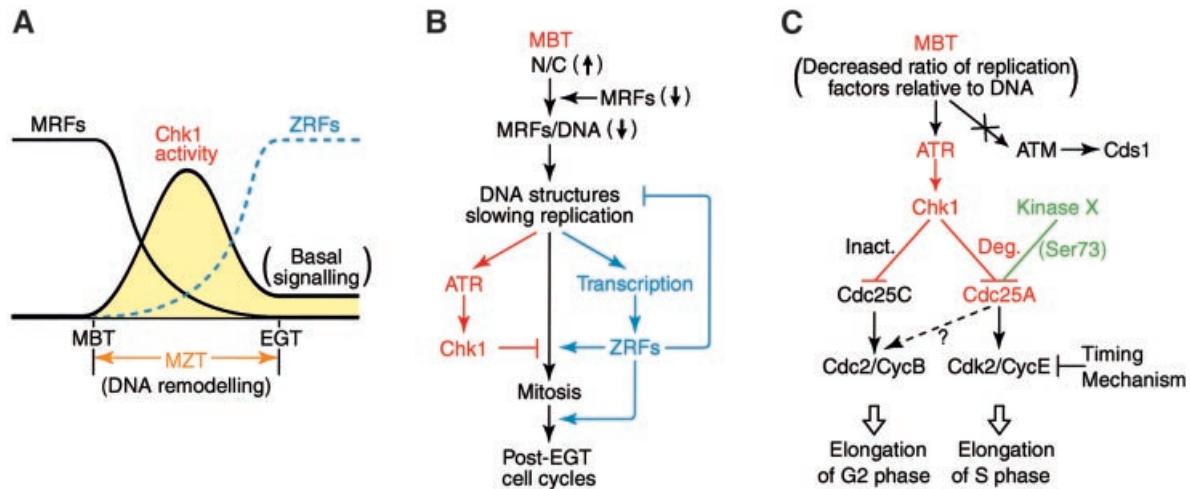 A
MRFs
Chk1
activity
ZRFs
(Basal
signalling)
MBT
EGT
MZT
(DNA remodelling)
B
MBT
N/C (↑)
MRFs (↓)
MRFs/DNA (↓)
DNA structures
slowing replication
ATR
Transcription
Chk1
ZRFs
Mitosis
Post-EGT
cell cycles
C
MBT
(Decreased ratio of replication
factors relative to DNA)
ATR
ATM
Cds1
Chk1
Kinase X
Inact.
Deg.
(Ser73)
Cdc25C
Cdc25A
?
Cdc2/CycB
Cdk2/CycE
Timing
Mechanism
Elongation
of G2 phase
Elongation
of S phase